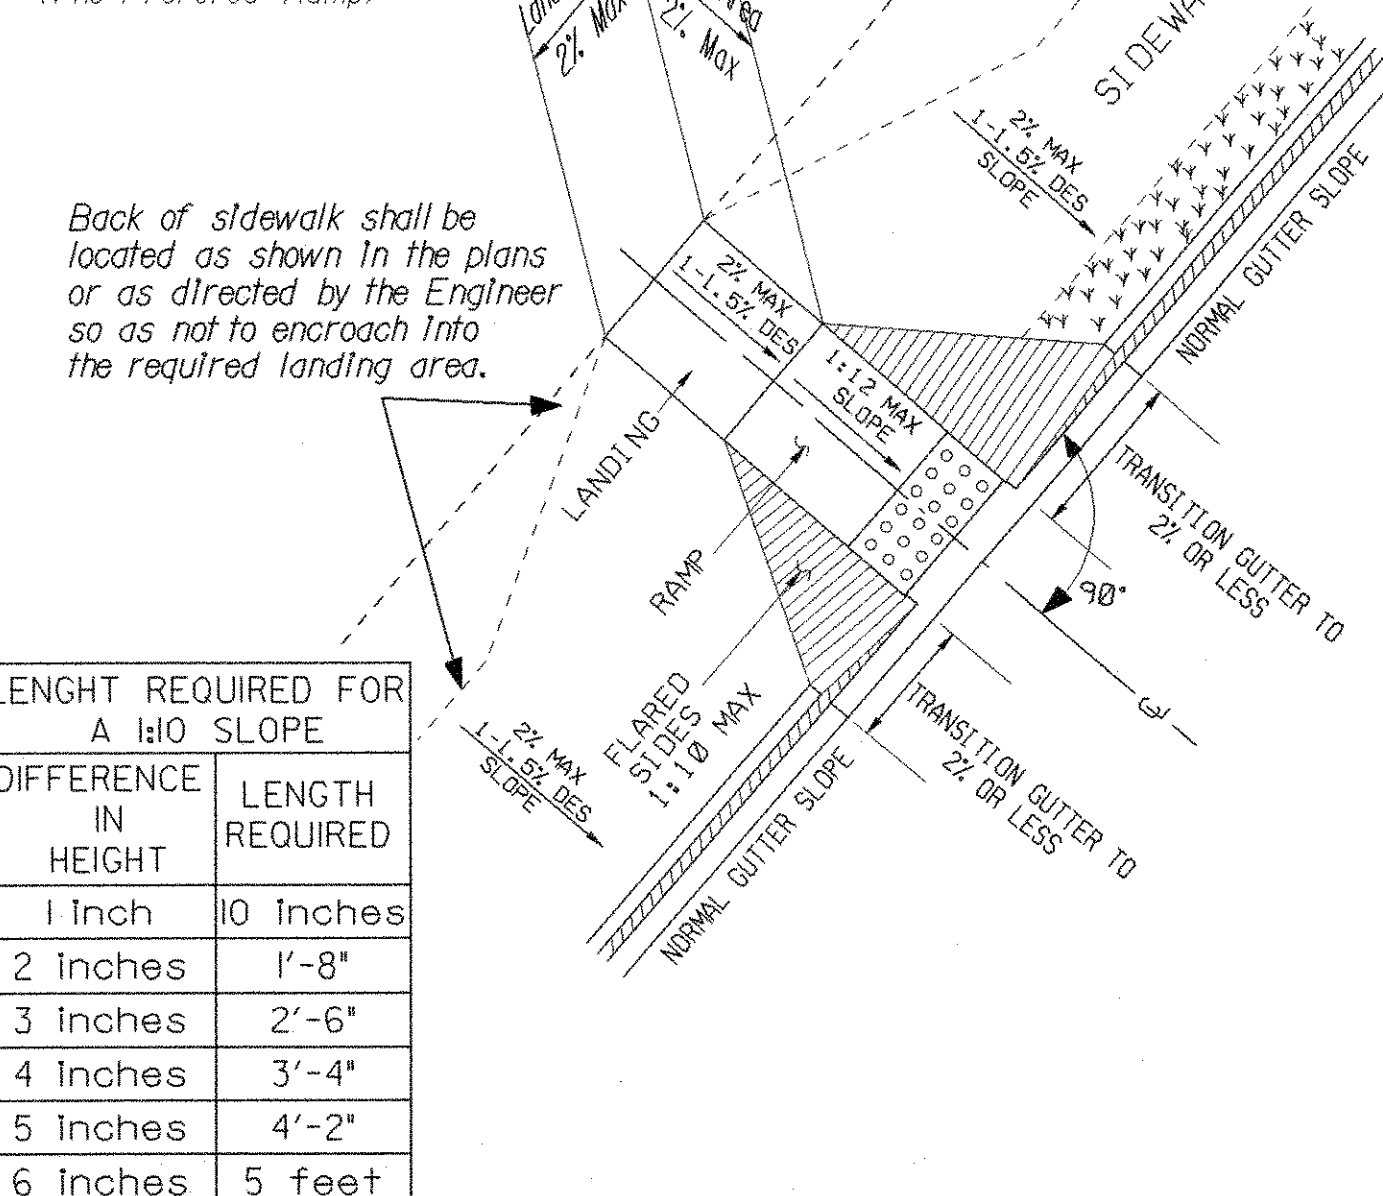 2% Max
2% Max
2% MAX
1-1.5% DES
SLOPE
NORMAL GUTTER SLOPE
Back of sidewalk shall be
located as shown in the plans
or as directed by the Engineer
so as not to encroach into
the required landing area.
2% MAX
1-1.5% DES
1:12 MAX
SLOPE
LANDING
RAMP
FLARED
SIDES
1:10 MAX
TRANSITION GUTTER TO
2% OR LESS
90°
TRANSITION GUTTER TO
2% OR LESS
2% MAX
1-1.5% DES
SLOPE
NORMAL GUTTER SLOPE
LENGHT REQUIRED FOR
A 1:10 SLOPE
DIFFERENCE
IN
HEIGHT
LENGTH
REQUIRED
1 inch 10 inches
2 inches 1'-8"
3 inches 2'-6"
4 inches 3'-4"
5 inches 4'-2"
6 inches 5 feet